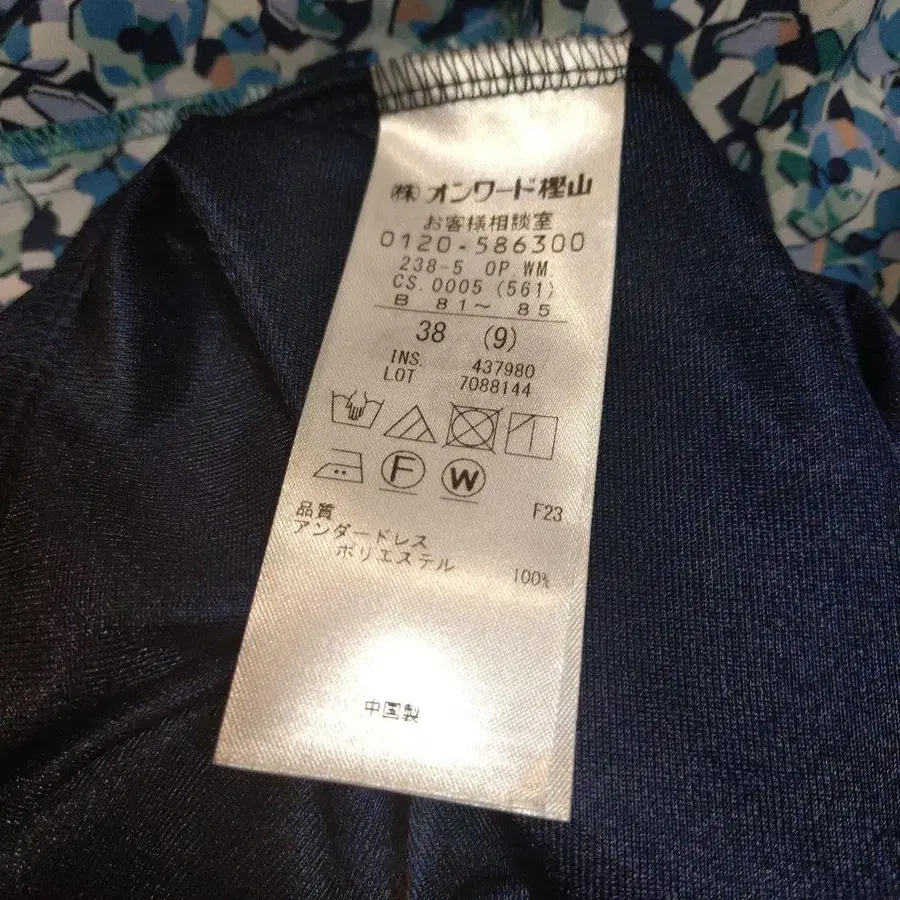 (株)オンワード樫山
お客様相談室
0120-586300
238-5 OP.WM
CS.0005 (561)
B 81～ 85
38 (9)
INS. 437980
LOT 7088144
F W
品質 F23
アンダードレス
ポリエステル 100%
中国製